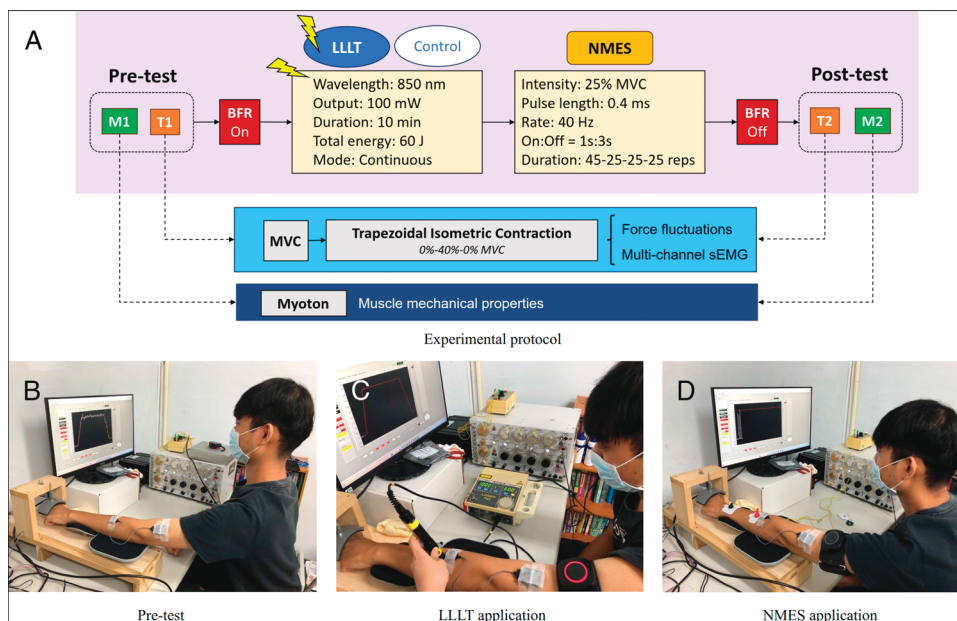 A
LLLT
Control
NMES
Pre-test
Post-test
M1
T1
BFR
On
Wavelength: 850 nm
Output: 100 mW
Duration: 10 min
Total energy: 60 J
Mode: Continuous
Intensity: 25% MVC
Pulse length: 0.4 ms
Rate: 40 Hz
On:Off = 1s:3s
Duration: 45-25-25-25 reps
BFR
Off
T2
M2
MVC
Trapezoidal Isometric Contraction
0%-40%-0% MVC
Force fluctuations
Multi-channel sEMG
Myoton
Muscle mechanical properties
Experimental protocol
B
C
D
Pre-test
LLLT application
NMES application